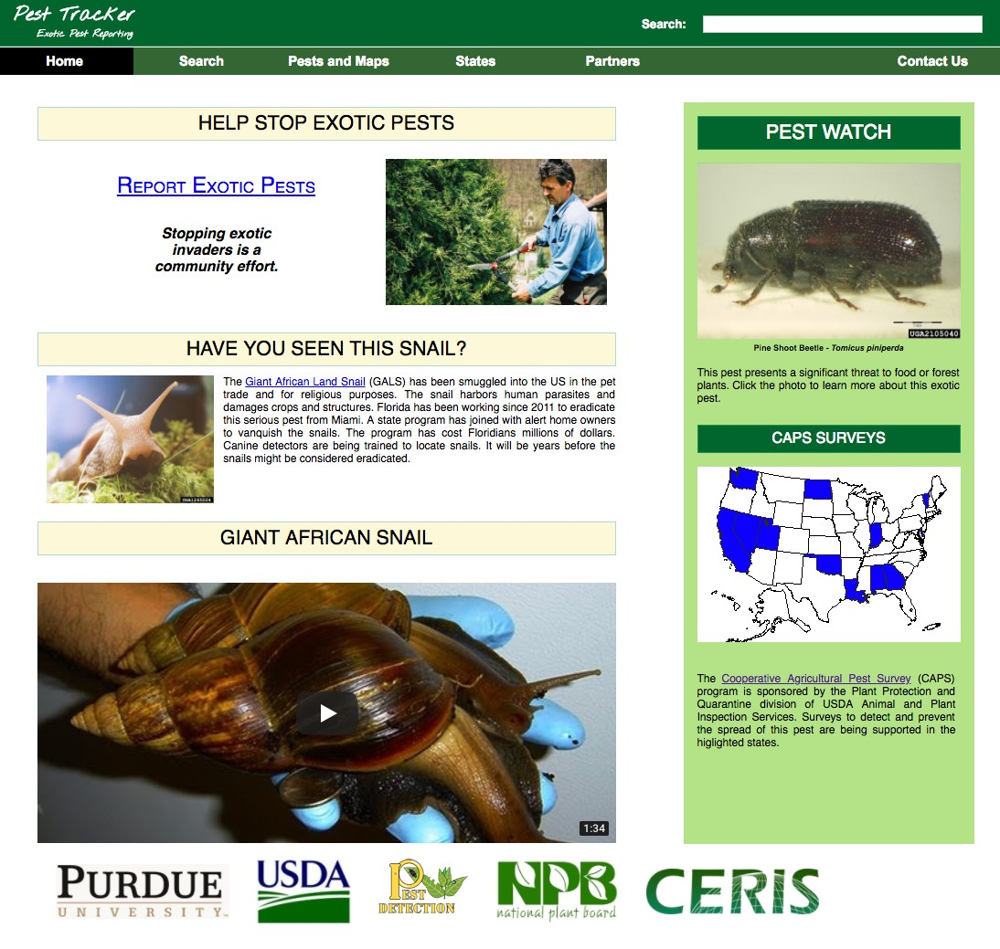 Pest Tracker
Exotic Pest Reporting
Search:
Home Search Pests and Maps States Partners Contact Us
HELP STOP EXOTIC PESTS
REPORT EXOTIC PESTS
Stopping exotic
invaders is a
community effort.
HAVE YOU SEEN THIS SNAIL?
The Giant African Land Snail (GALS) has been smuggled into the US in the pet
trade and for religious purposes. The snail harbors human parasites and
damages crops and structures. Florida has been working since 2011 to eradicate
this serious pest from Miami. A state program has joined with alert home owners
to vanquish the snails. The program has cost Floridians millions of dollars.
Canine detectors are being trained to locate snails. It will be years before the
snails might be considered eradicated.
GIANT AFRICAN SNAIL
1:34
PEST WATCH
UGA2105040
Pine Shoot Beetle - Tomicus piniperda
This pest presents a significant threat to food or forest
plants. Click the photo to learn more about this exotic
pest.
CAPS SURVEYS
The Cooperative Agricultural Pest Survey (CAPS)
program is sponsored by the Plant Protection and
Quarantine division of USDA Animal and Plant
Inspection Services. Surveys to detect and prevent
the spread of this pest are being supported in the
higlighted states.
PURDUE
UNIVERSITY
USDA
PEST
DETECTION
NPB
national plant board
CERIS